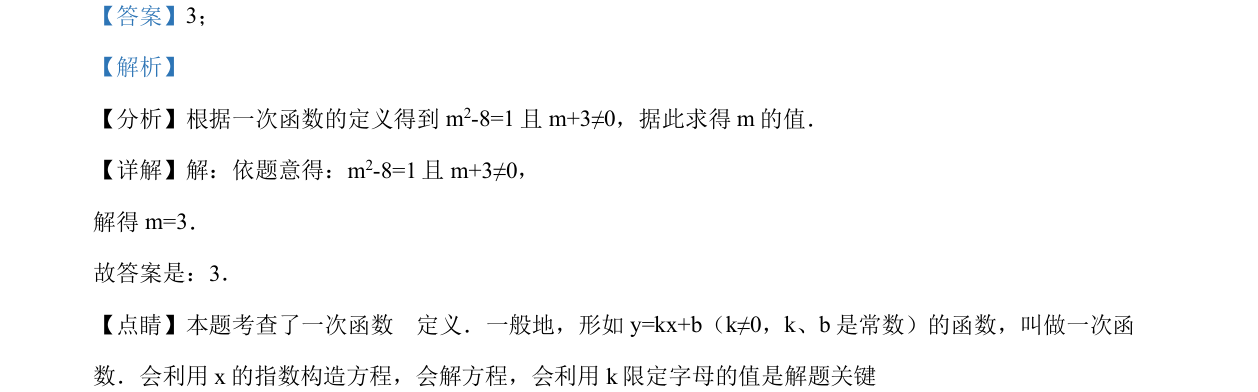 【答案】3；
【解析】
【分析】根据一次函数的定义得到 m²-8=1 且 m+3≠0，据此求得 m 的值．
【详解】解：依题意得：m²-8=1 且 m+3≠0，
解得 m=3．
故答案是：3．
【点睛】本题考查了一次函数　定义．一般地，形如 y=kx+b（k≠0，k、b 是常数）的函数，叫做一次函
数．会利用 x 的指数构造方程，会解方程，会利用 k 限定字母的值是解题关键